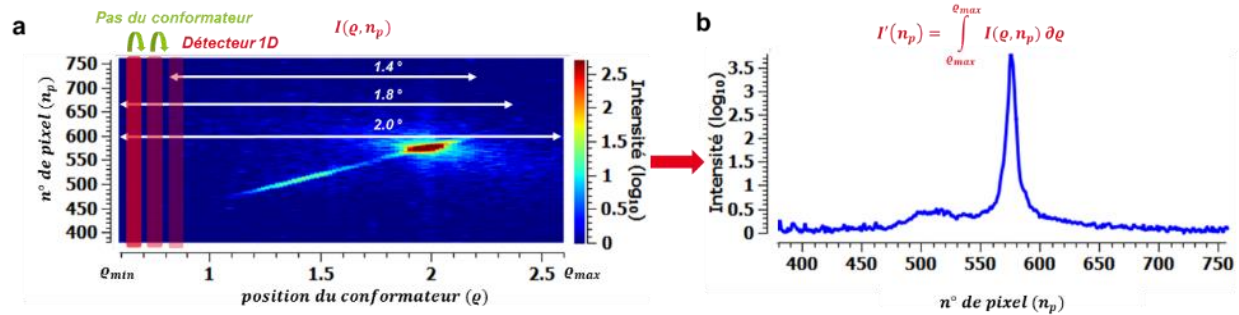 Pas du conformateur
a
I(ϱ, n_p)
Détecteur 1D
n° de pixel (n_p)
750
700
650
600
550
500
450
400
1.4°
1.8°
2.0°
2.5
2
1.5
1
0.5
0
Intensité (log₁₀)
ϱ_min 1 1.5 2 2.5 ϱ_max
position du conformateur (ϱ)
b
I′(n_p) = ∫_{ϱ_max}^{ϱ_max} I(ϱ, n_p) ∂ϱ
Intensité (log₁₀)
3.5
3
2.5
2
1.5
1
0.5
0
400 450 500 550 600 650 700 750
n° de pixel (n_p)